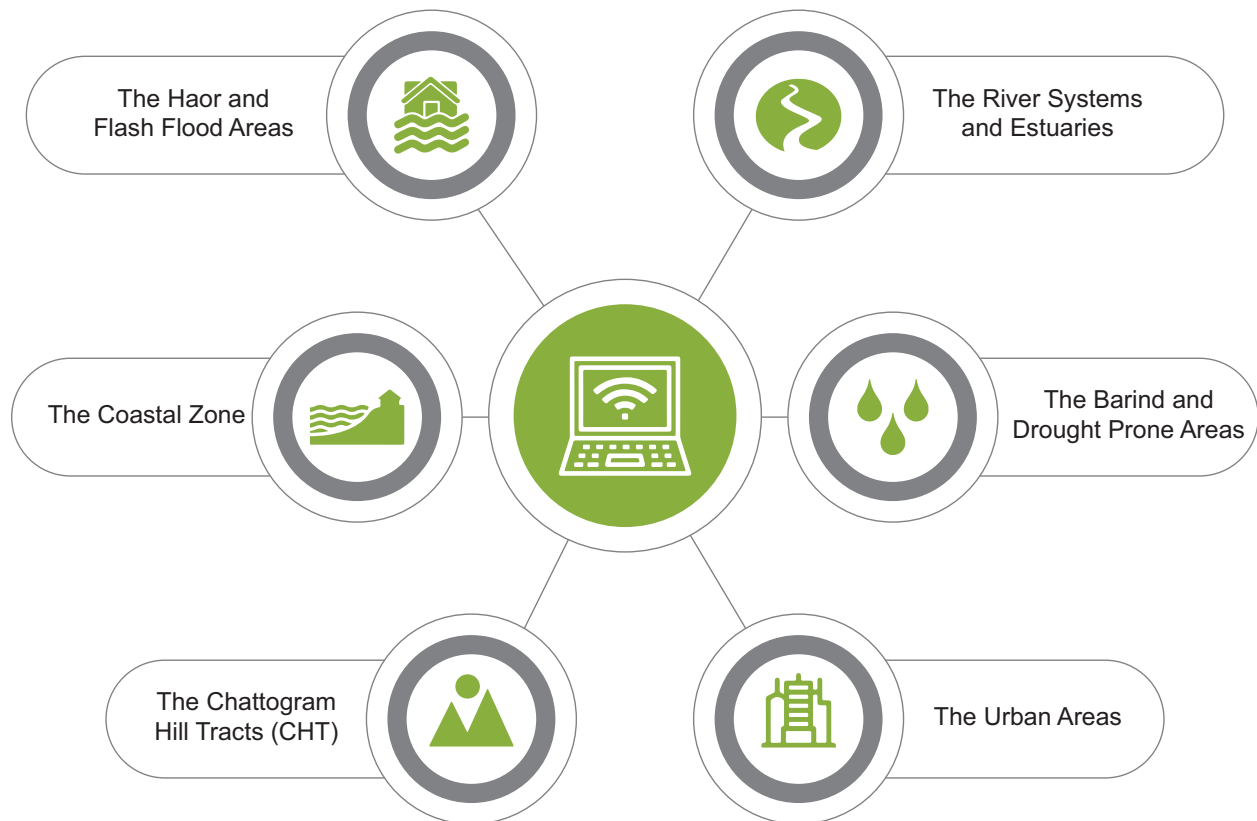 The Haor and
Flash Flood Areas
The River Systems
and Estuaries
The Coastal Zone
The Barind and
Drought Prone Areas
The Chattogram
Hill Tracts (CHT)
The Urban Areas